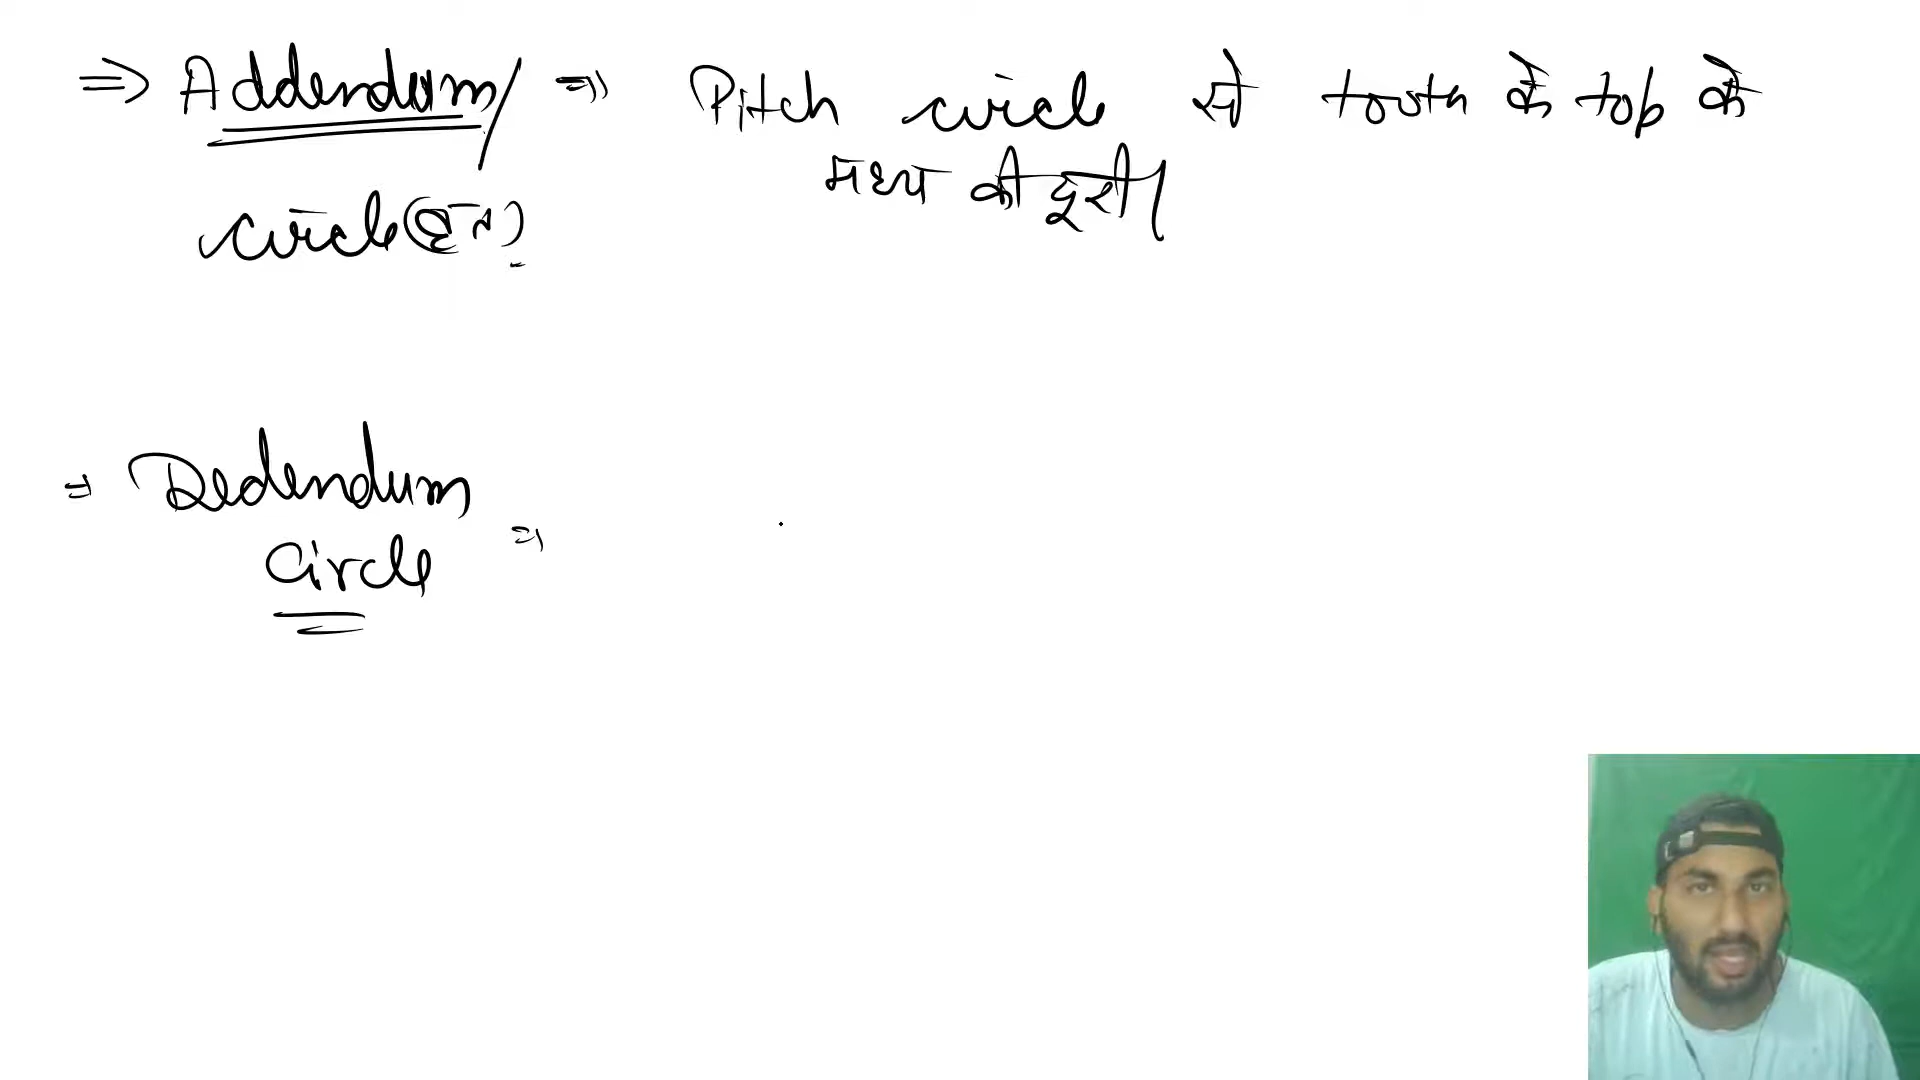 ⇒ Addendum/ ⇒ Pitch circle से tooth के top के
मध्य की दूरी।
circle(वृत्त)
⇒ Dedendum
Circle ⇒